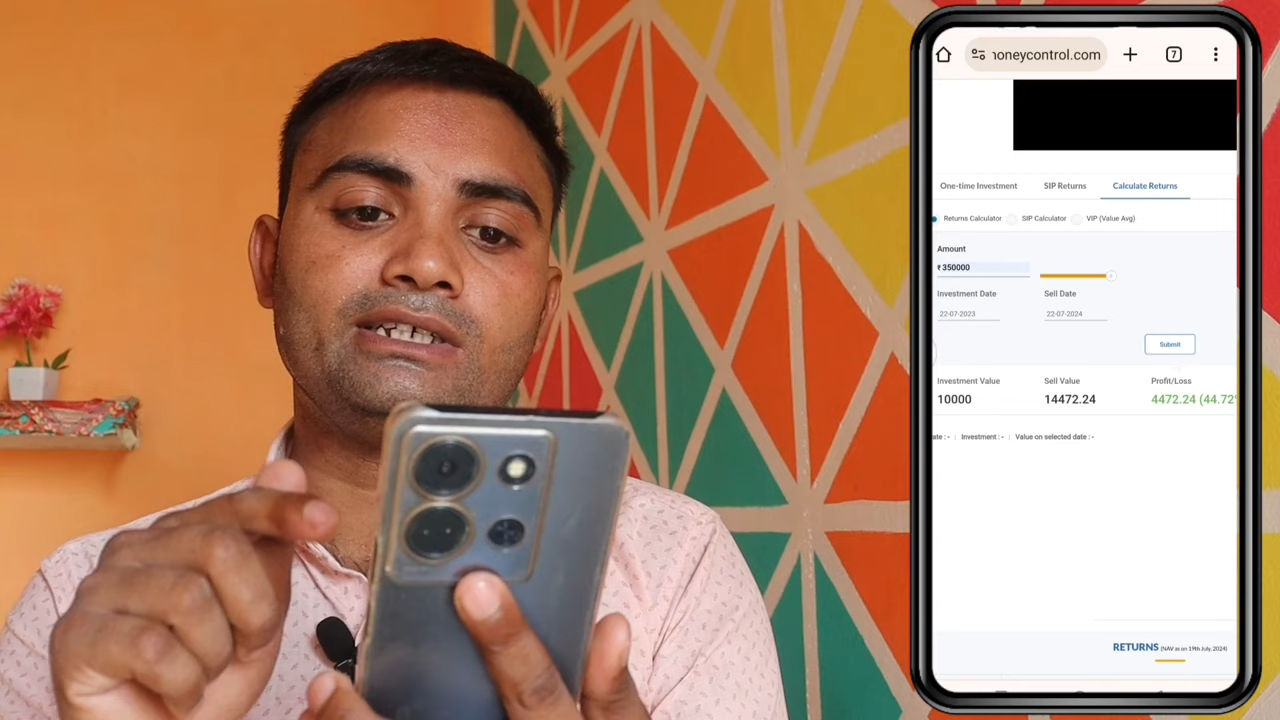 oneycontrol.com
7
One-time Investment SIP Returns Calculate Returns
Returns Calculator SIP Calculator VIP (Value Avg)
Amount
₹ 350000
Investment Date Sell Date
22-07-2023 22-07-2024
Submit
Investment Value Sell Value Profit/Loss
10000 14472.24 4472.24 (44.72
ate : - | Investment : - | Value on selected date : -
RETURNS (NAV as on 19th July, 2024)